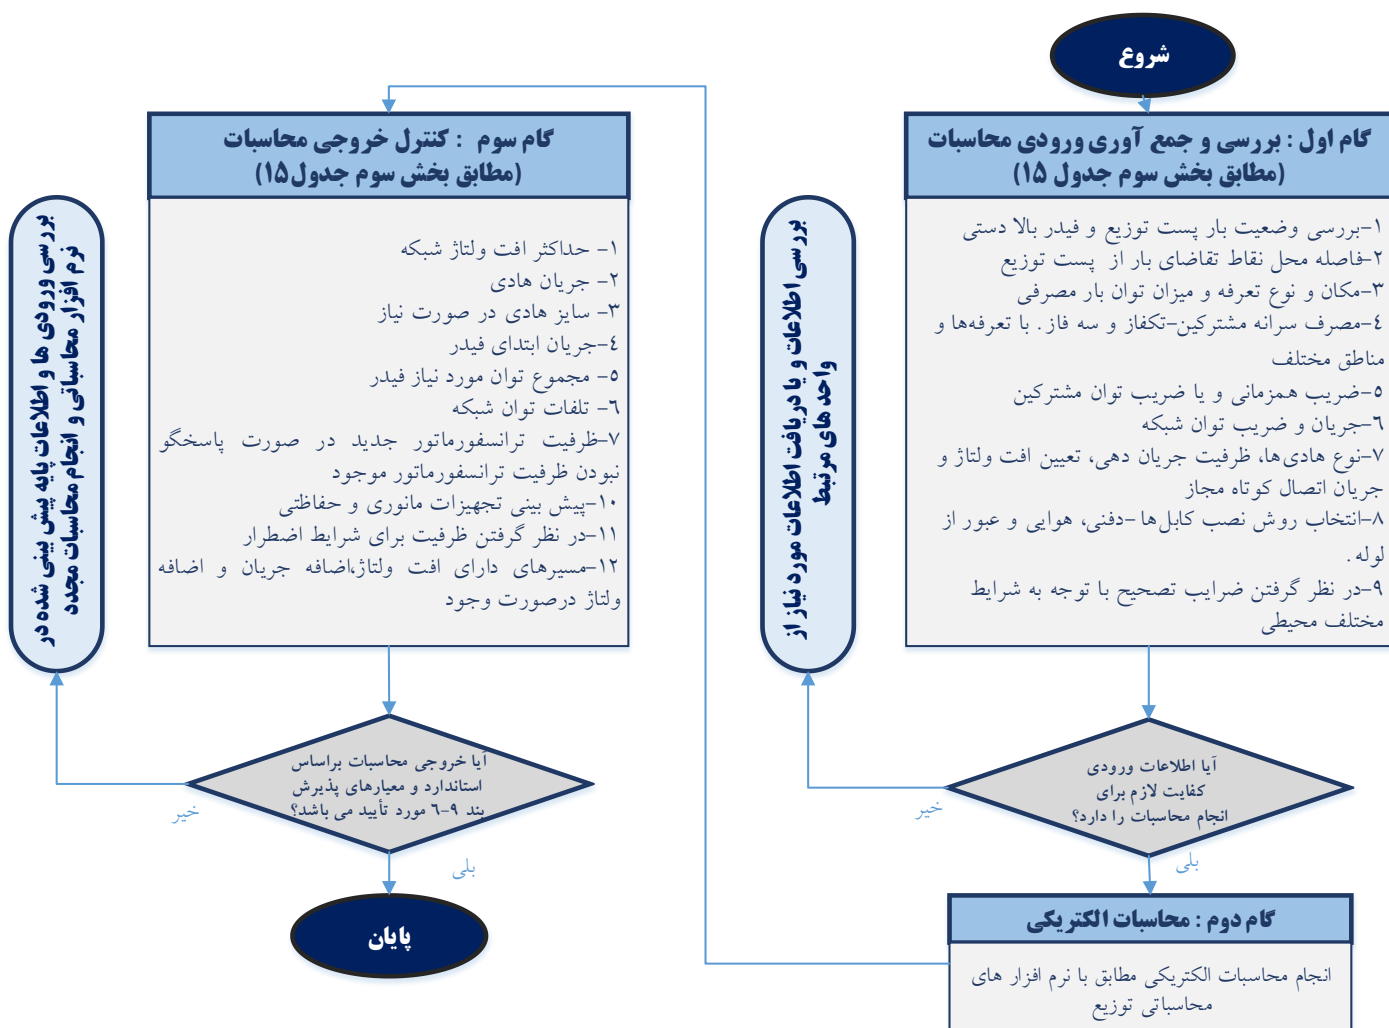 شروع
گام اول : بررسی و جمع آوری ورودی محاسبات
(مطابق بخش سوم جدول ۱۵)
۱-بررسی وضعیت بار پست توزیع و فیدر بالا دستی
۲-فاصله محل نقاط تقاضای بار از پست توزیع
۳-مکان و نوع تعرفه و میزان توان بار مصرفی
۴-مصرف سرانه مشترکین-تکفاز و سه فاز. با تعرفه‌ها و
مناطق مختلف
۵-ضریب همزمانی و یا ضریب توان مشترکین
۶-جریان و ضریب توان شبکه
۷-نوع هادی‌ها، ظرفیت جریان دهی، تعیین افت ولتاژ و
جریان اتصال کوتاه مجاز
۸-انتخاب روش نصب کابل‌ها -دفنی، هوایی و عبور از
لوله.
۹-در نظر گرفتن ضرایب تصحیح با توجه به شرایط
مختلف محیطی
بررسی اطلاعات و یا دریافت اطلاعات مورد نیاز از
واحد های مرتبط
آیا اطلاعات ورودی
کفایت لازم برای
انجام محاسبات را دارد؟
خیر
بلی
گام دوم : محاسبات الکتریکی
انجام محاسبات الکتریکی مطابق با نرم افزار های
محاسباتی توزیع
گام سوم : کنترل خروجی محاسبات
(مطابق بخش سوم جدول۱۵)
۱- حداکثر افت ولتاژ شبکه
۲- جریان هادی
۳- سایز هادی در صورت نیاز
۴-جریان ابتدای فیدر
۵- مجموع توان مورد نیاز فیدر
۶- تلفات توان شبکه
۷-ظرفیت ترانسفورماتور جدید در صورت پاسخگو
نبودن ظرفیت ترانسفورماتور موجود
۱۰-پیش بینی تجهیزات مانوری و حفاظتی
۱۱-در نظر گرفتن ظرفیت برای شرایط اضطرار
۱۲-مسیرهای دارای افت ولتاژ،اضافه جریان و اضافه
ولتاژ درصورت وجود
بررسی ورودی ها و اطلاعات پایه پیش بینی شده در
نرم افزار محاسباتی و انجام محاسبات مجدد
آیا خروجی محاسبات براساس
استاندارد و معیارهای پذیرش
بند ۹-۶ مورد تأیید می باشد؟
خیر
بلی
پایان